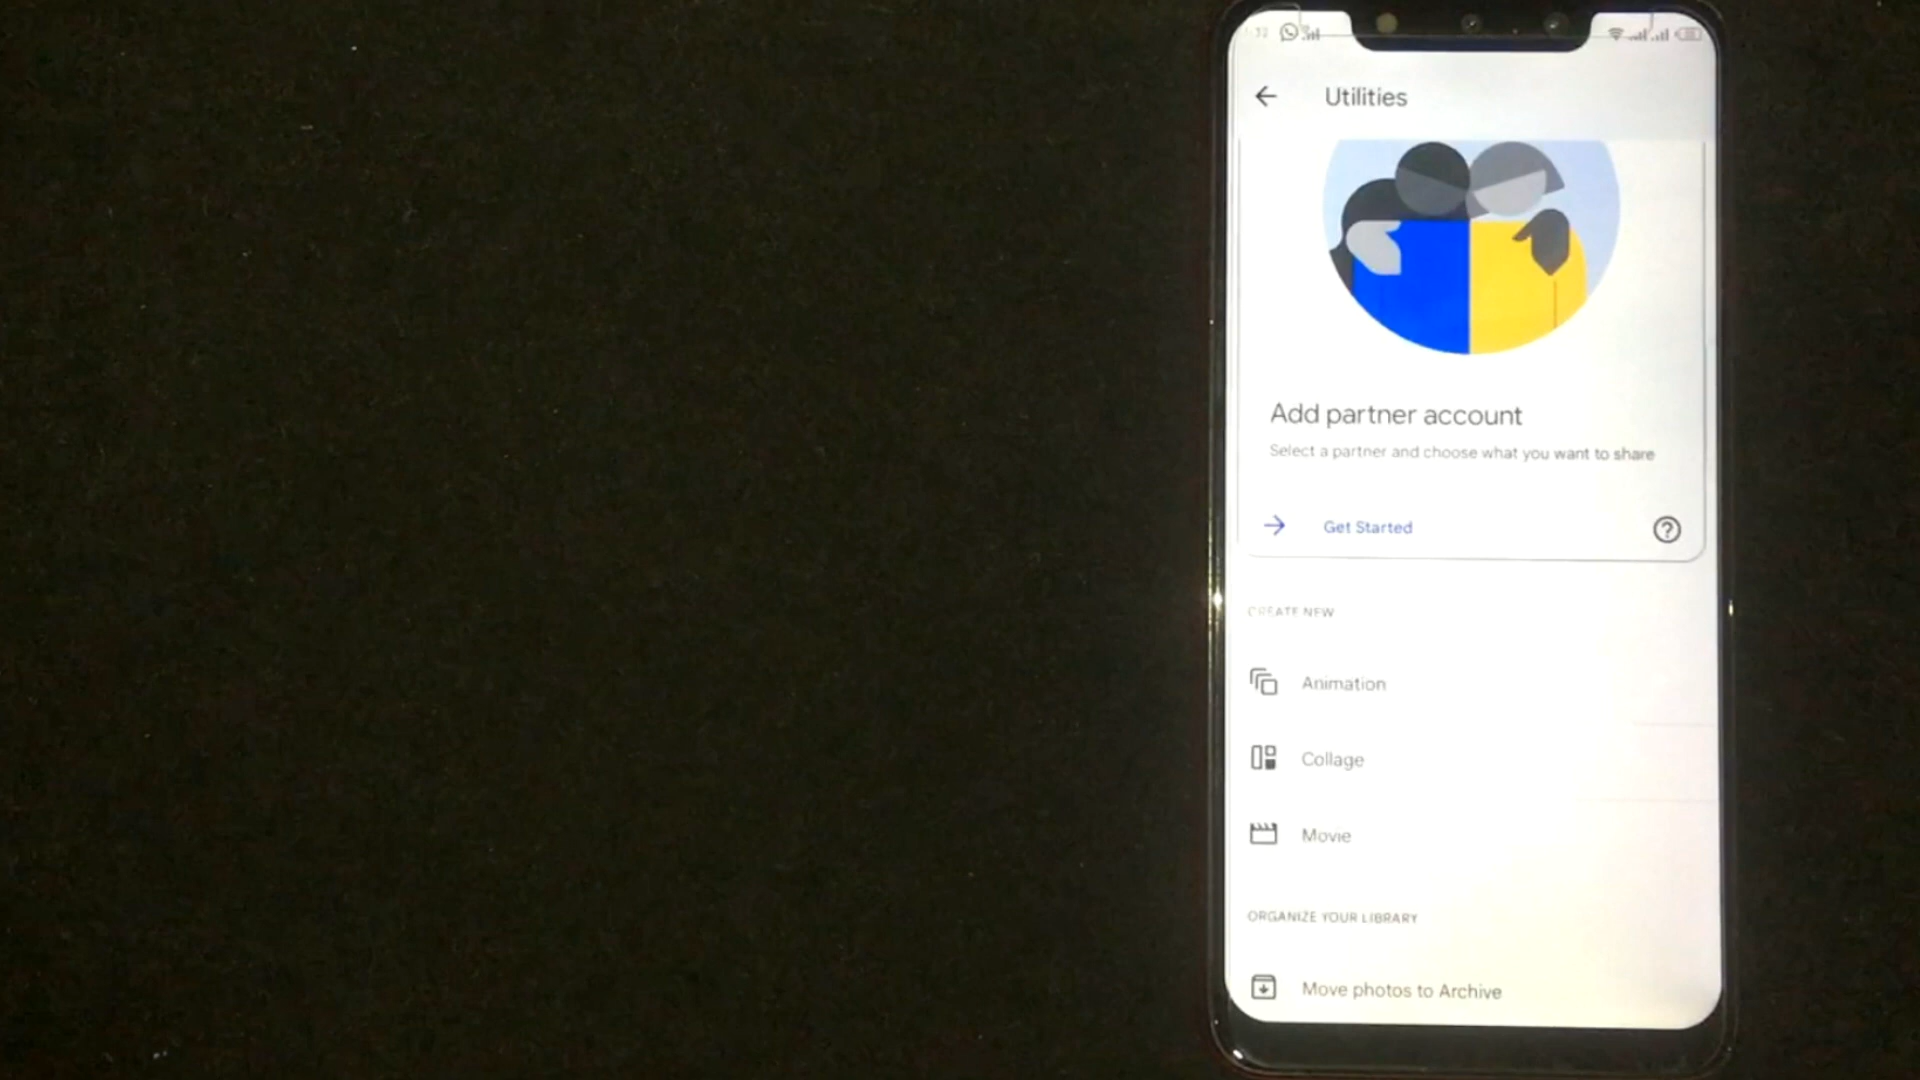 Utilities
Add partner account
Select a partner and choose what you want to share
Get Started
CREATE NEW
Animation
Collage
Movie
ORGANIZE YOUR LIBRARY
Move photos to Archive